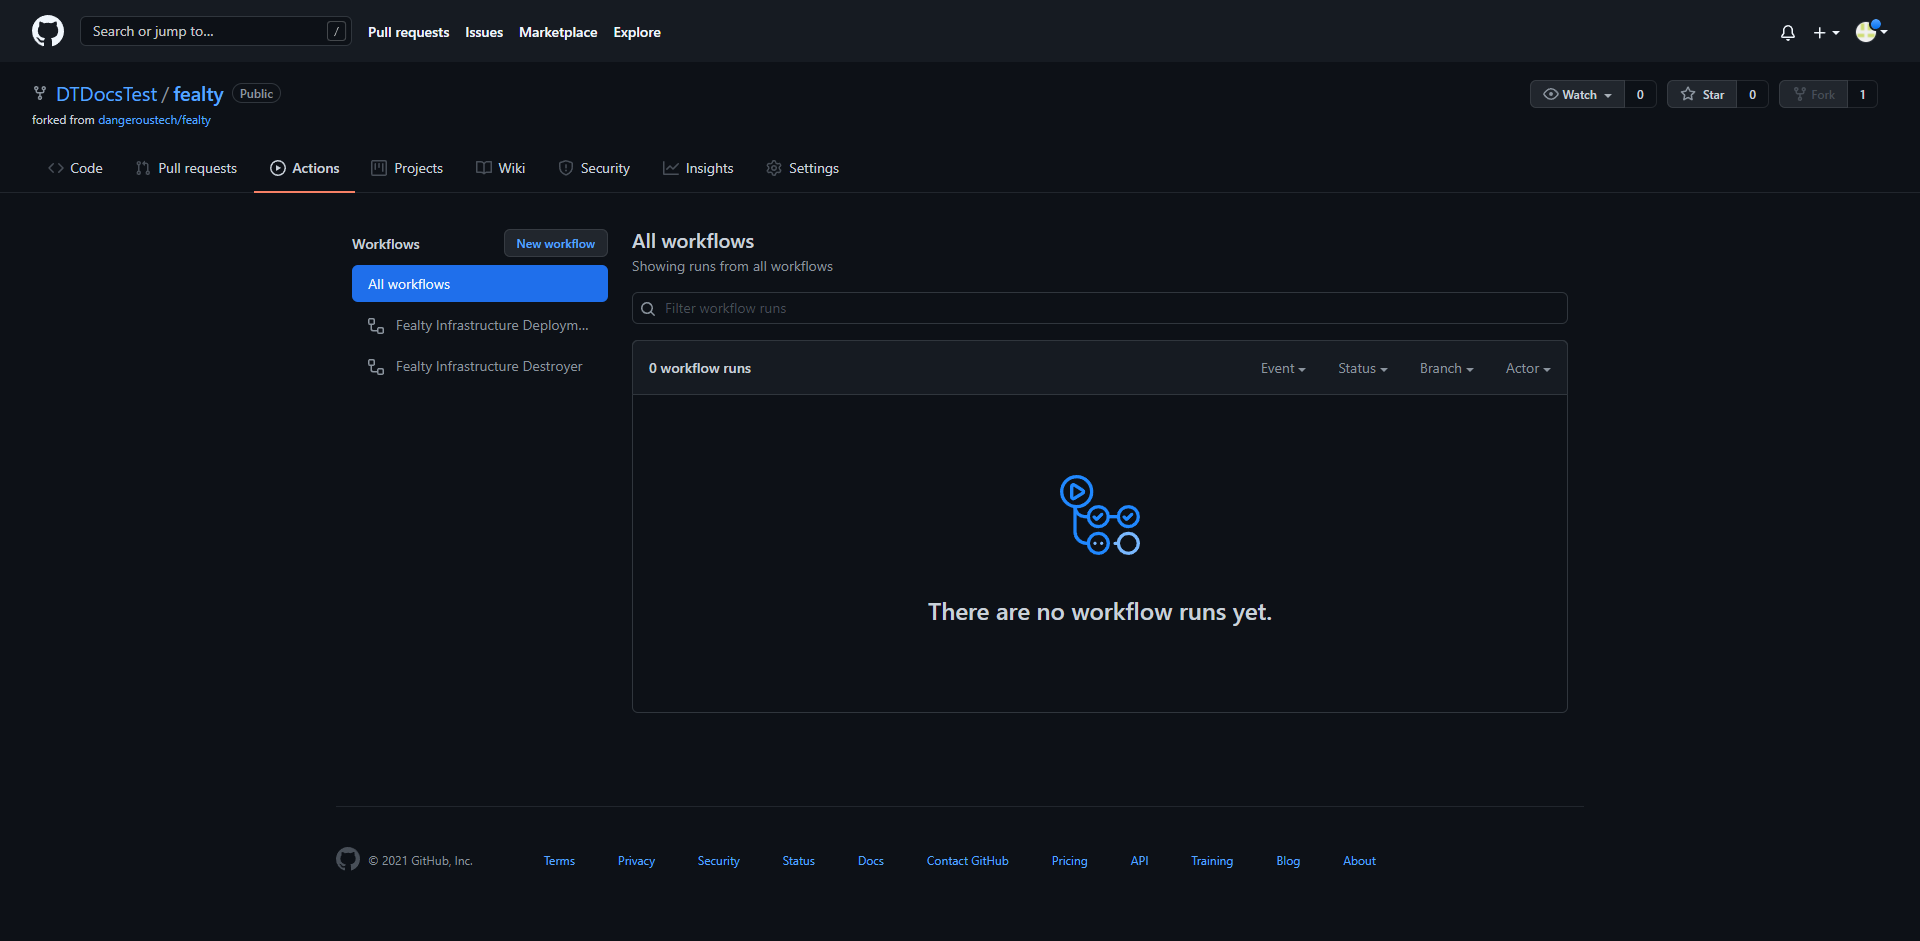 Search or jump to... /
Pull requests Issues Marketplace Explore
DTDocsTest / fealty Public
forked from dangeroustech/fealty
Watch 0 Star 0 Fork 1
Code Pull requests Actions Projects Wiki Security Insights Settings
Workflows New workflow
All workflows
Fealty Infrastructure Deploym...
Fealty Infrastructure Destroyer
All workflows
Showing runs from all workflows
Filter workflow runs
0 workflow runs Event Status Branch Actor
There are no workflow runs yet.
© 2021 GitHub, Inc. Terms Privacy Security Status Docs Contact GitHub Pricing API Training Blog About